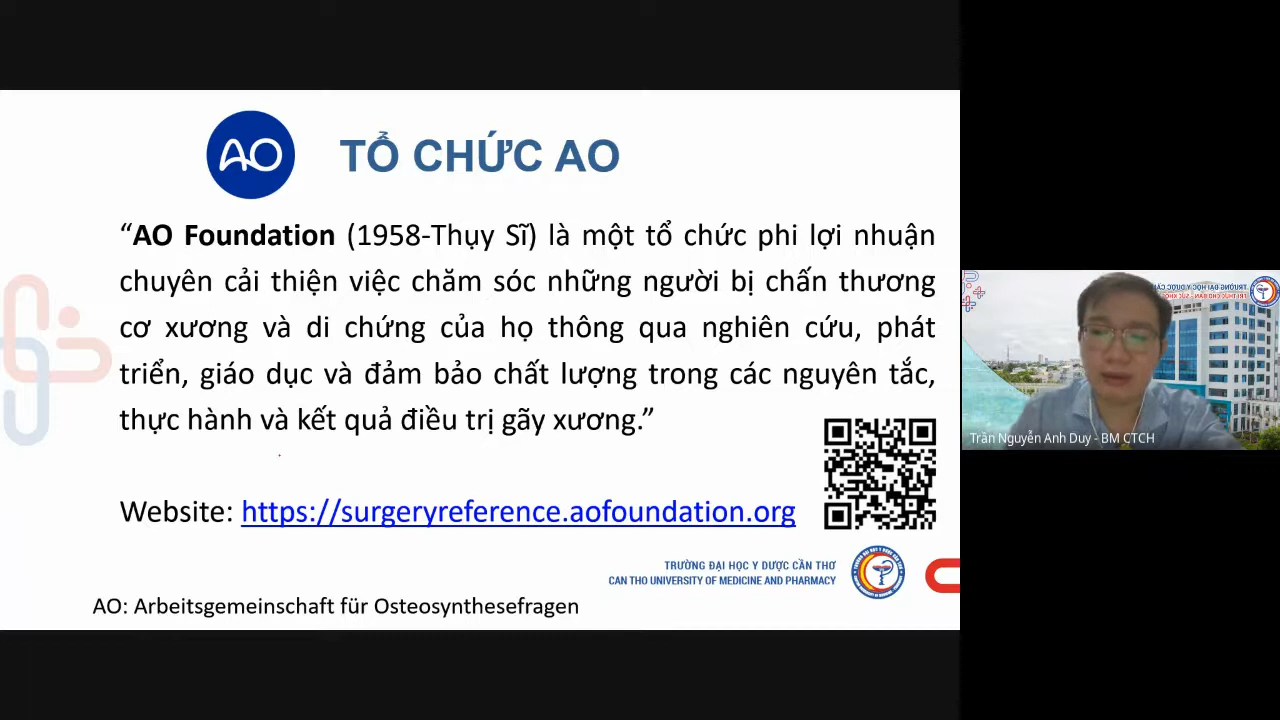 AO
TỔ CHỨC AO
“AO Foundation (1958-Thụy Sĩ) là một tổ chức phi lợi nhuận
chuyên cải thiện việc chăm sóc những người bị chấn thương
cơ xương và di chứng của họ thông qua nghiên cứu, phát
triển, giáo dục và đảm bảo chất lượng trong các nguyên tắc,
thực hành và kết quả điều trị gãy xương.”
Website: https://surgeryreference.aofoundation.org
TRƯỜNG ĐẠI HỌC Y DƯỢC CẦN THƠ
CAN THO UNIVERSITY OF MEDICINE AND PHARMACY
AO: Arbeitsgemeinschaft für Osteosynthesefragen
Trần Nguyễn Anh Duy - BM CTCH